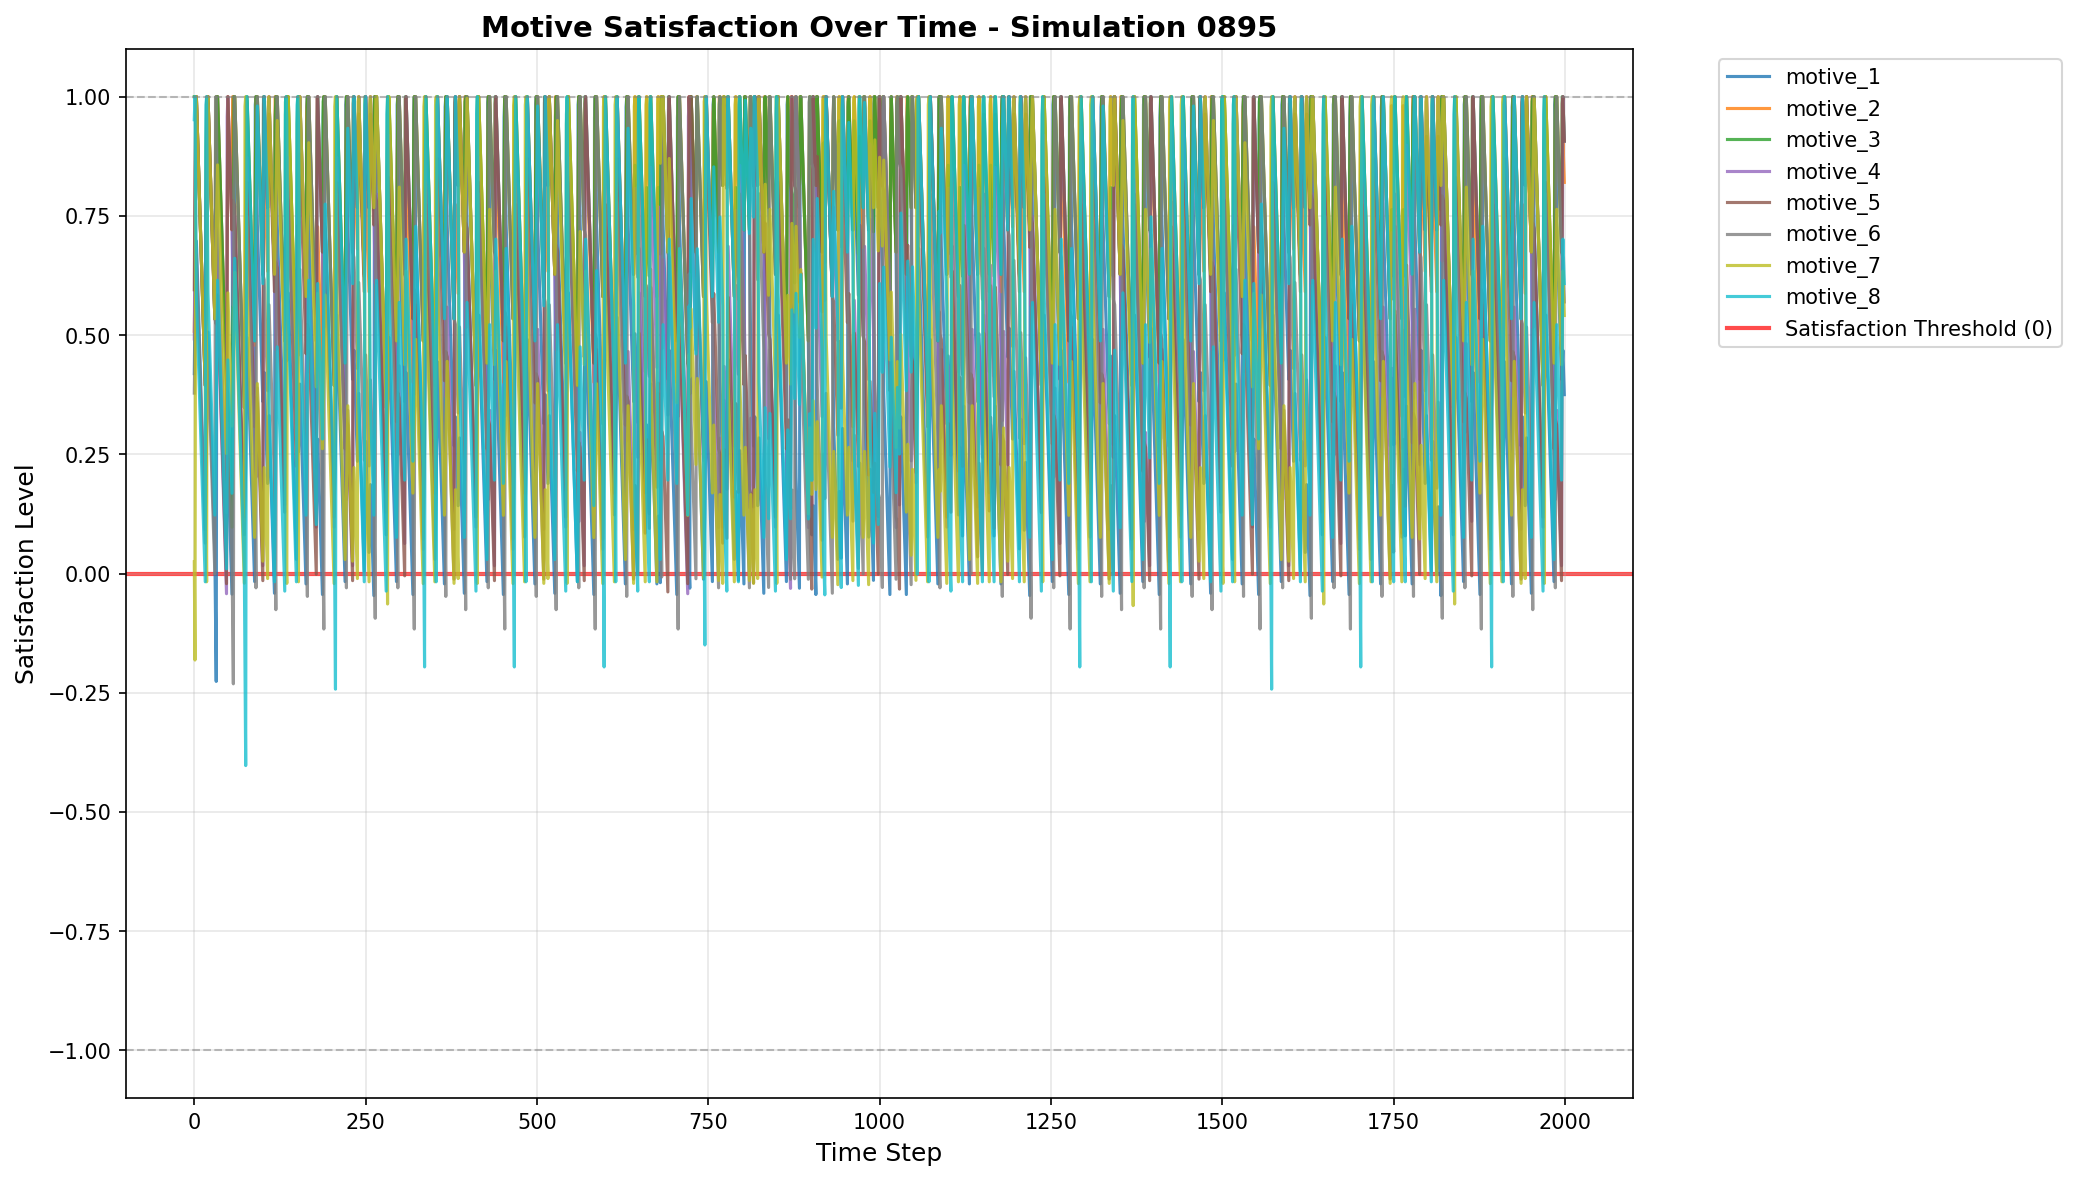 Motive Satisfaction Over Time - Simulation 0895
Satisfaction Level
1.00
0.75
0.50
0.25
0.00
−0.25
−0.50
−0.75
−1.00
0
250
500
750
1000
1250
1500
1750
2000
Time Step
motive_1
motive_2
motive_3
motive_4
motive_5
motive_6
motive_7
motive_8
Satisfaction Threshold (0)